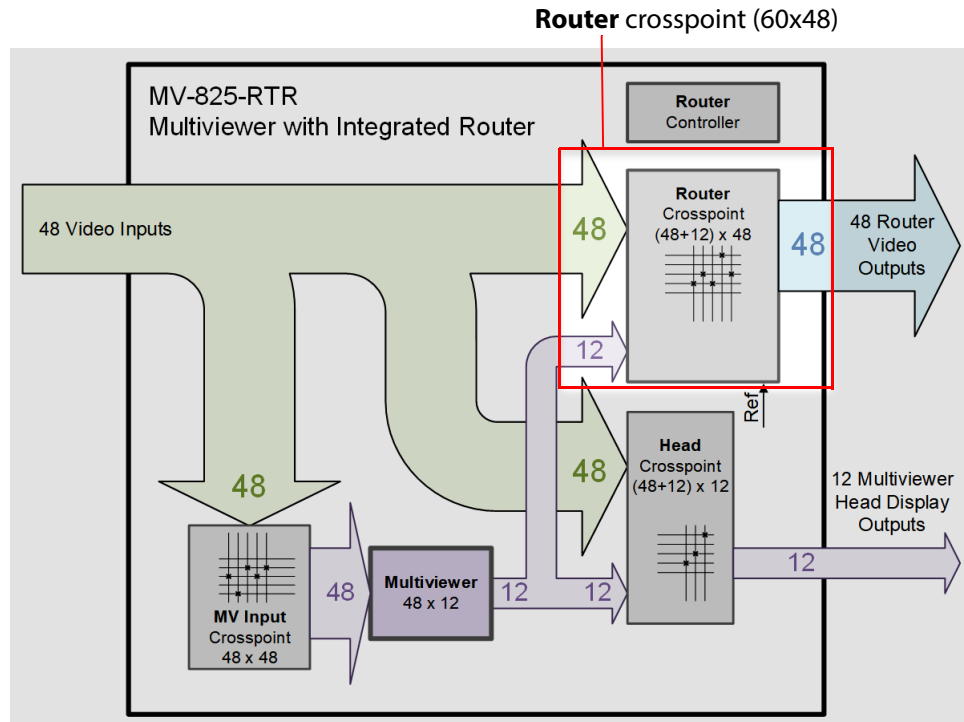 Router crosspoint (60x48)
MV-825-RTR
Multiviewer with Integrated Router
Router
Controller
48 Video Inputs
48
Router
Crosspoint
(48+12) x 48
48
48 Router
Video
Outputs
12
Ref
48
48
Head
Crosspoint
(48+12) x 12
12 Multiviewer
Head Display
Outputs
MV Input
Crosspoint
48 x 48
48
Multiviewer
48 x 12
12
12
12